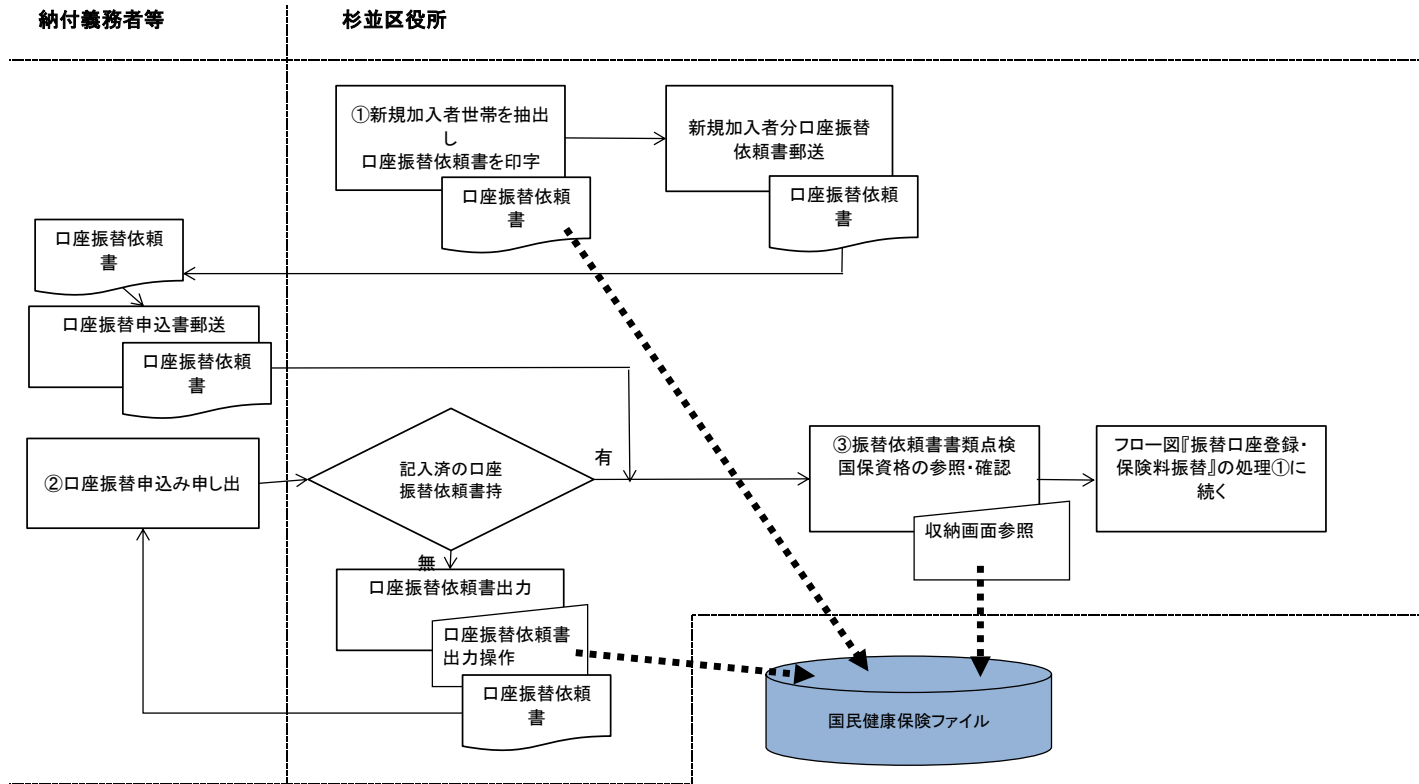 納付義務者等
杉並区役所
①新規加入者世帯を抽出
し
口座振替依頼書を印字
口座振替依頼
書
新規加入者分口座振替
依頼書郵送
口座振替依頼
書
口座振替依頼
書
口座振替申込書郵送
口座振替依頼
書
②口座振替申込み申し出
記入済の口座
振替依頼書持
有
無
③振替依頼書書類点検
国保資格の参照・確認
収納画面参照
フロー図『振替口座登録・
保険料振替』の処理①に
続く
口座振替依頼書出力
口座振替依頼書
出力操作
口座振替依頼
書
国民健康保険ファイル